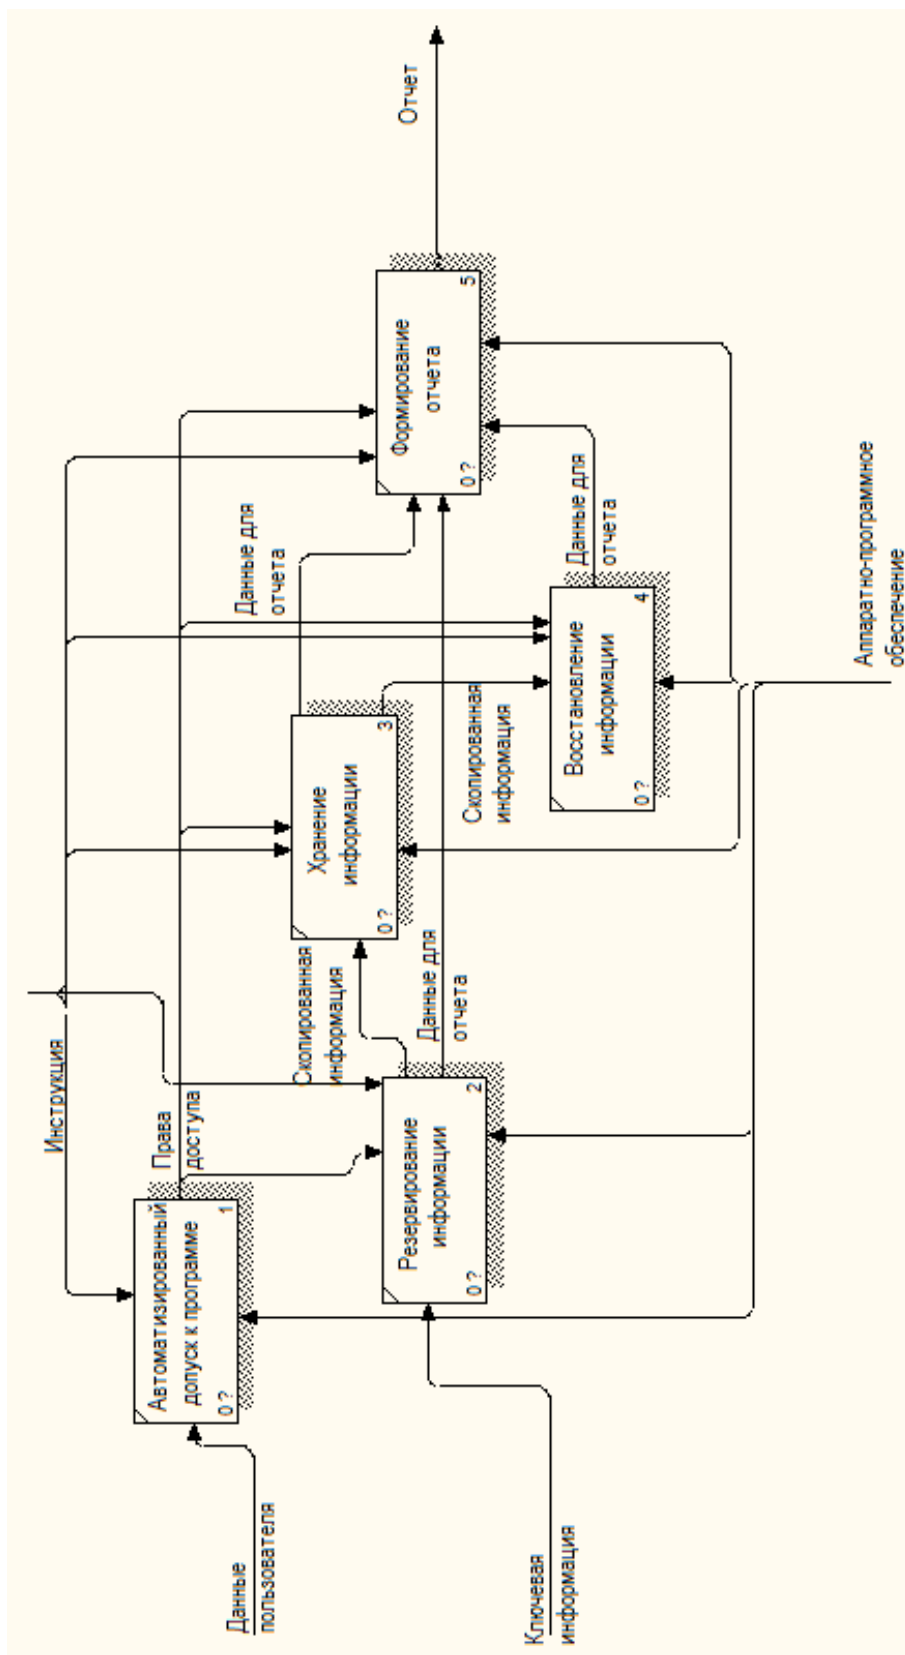 Инструкция
Данные
пользователя
Автоматизированный
допуск к программе
0 ?
1
Права
доступа
Ключевая
информация
Резервирование
информации
0 ?
2
Скопированная
информация
Данные для
отчета
Хранение
информации
0 ?
3
Данные для
отчета
Скопированная
информация
Восстановление
информации
0 ?
4
Данные для
отчета
Формирование
отчета
0 ?
5
Отчет
Аппаратно-программное
обеспечение